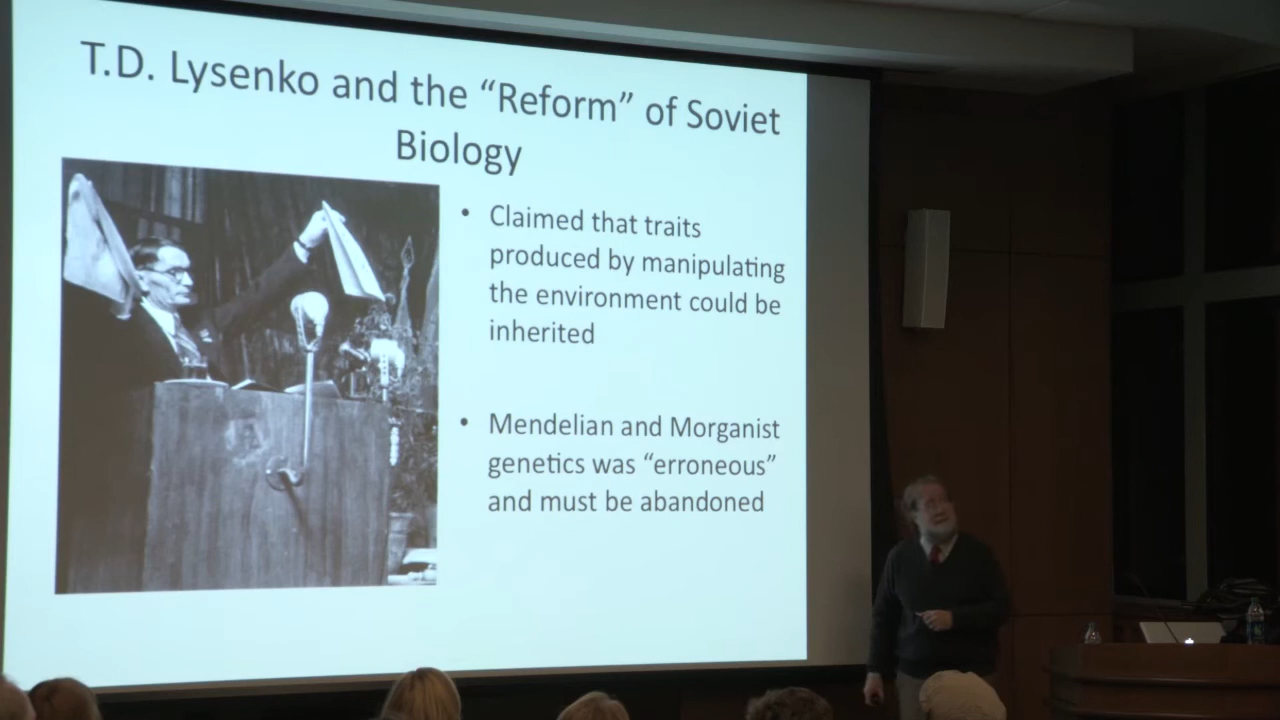 T.D. Lysenko and the “Reform” of Soviet
Biology
• Claimed that traits
produced by manipulating
the environment could be
inherited
• Mendelian and Morganist
genetics was “erroneous”
and must be abandoned